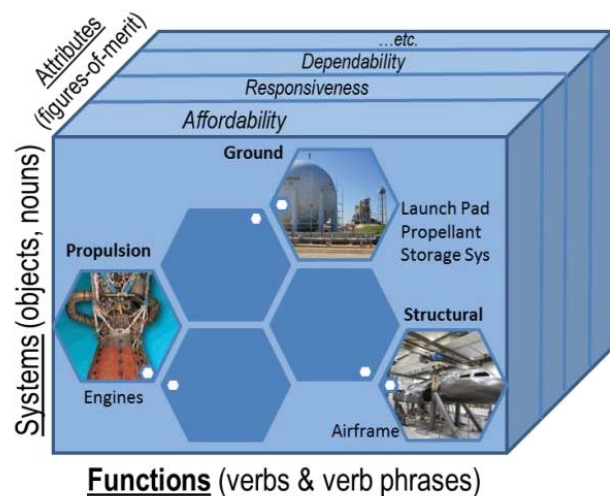 Attributes
(figures-of-merit)
...etc.
Dependability
Responsiveness
Affordability
Ground
Launch Pad
Propellant
Storage Sys
Propulsion
Engines
Structural
Airframe
Systems (objects, nouns)
Functions (verbs & verb phrases)